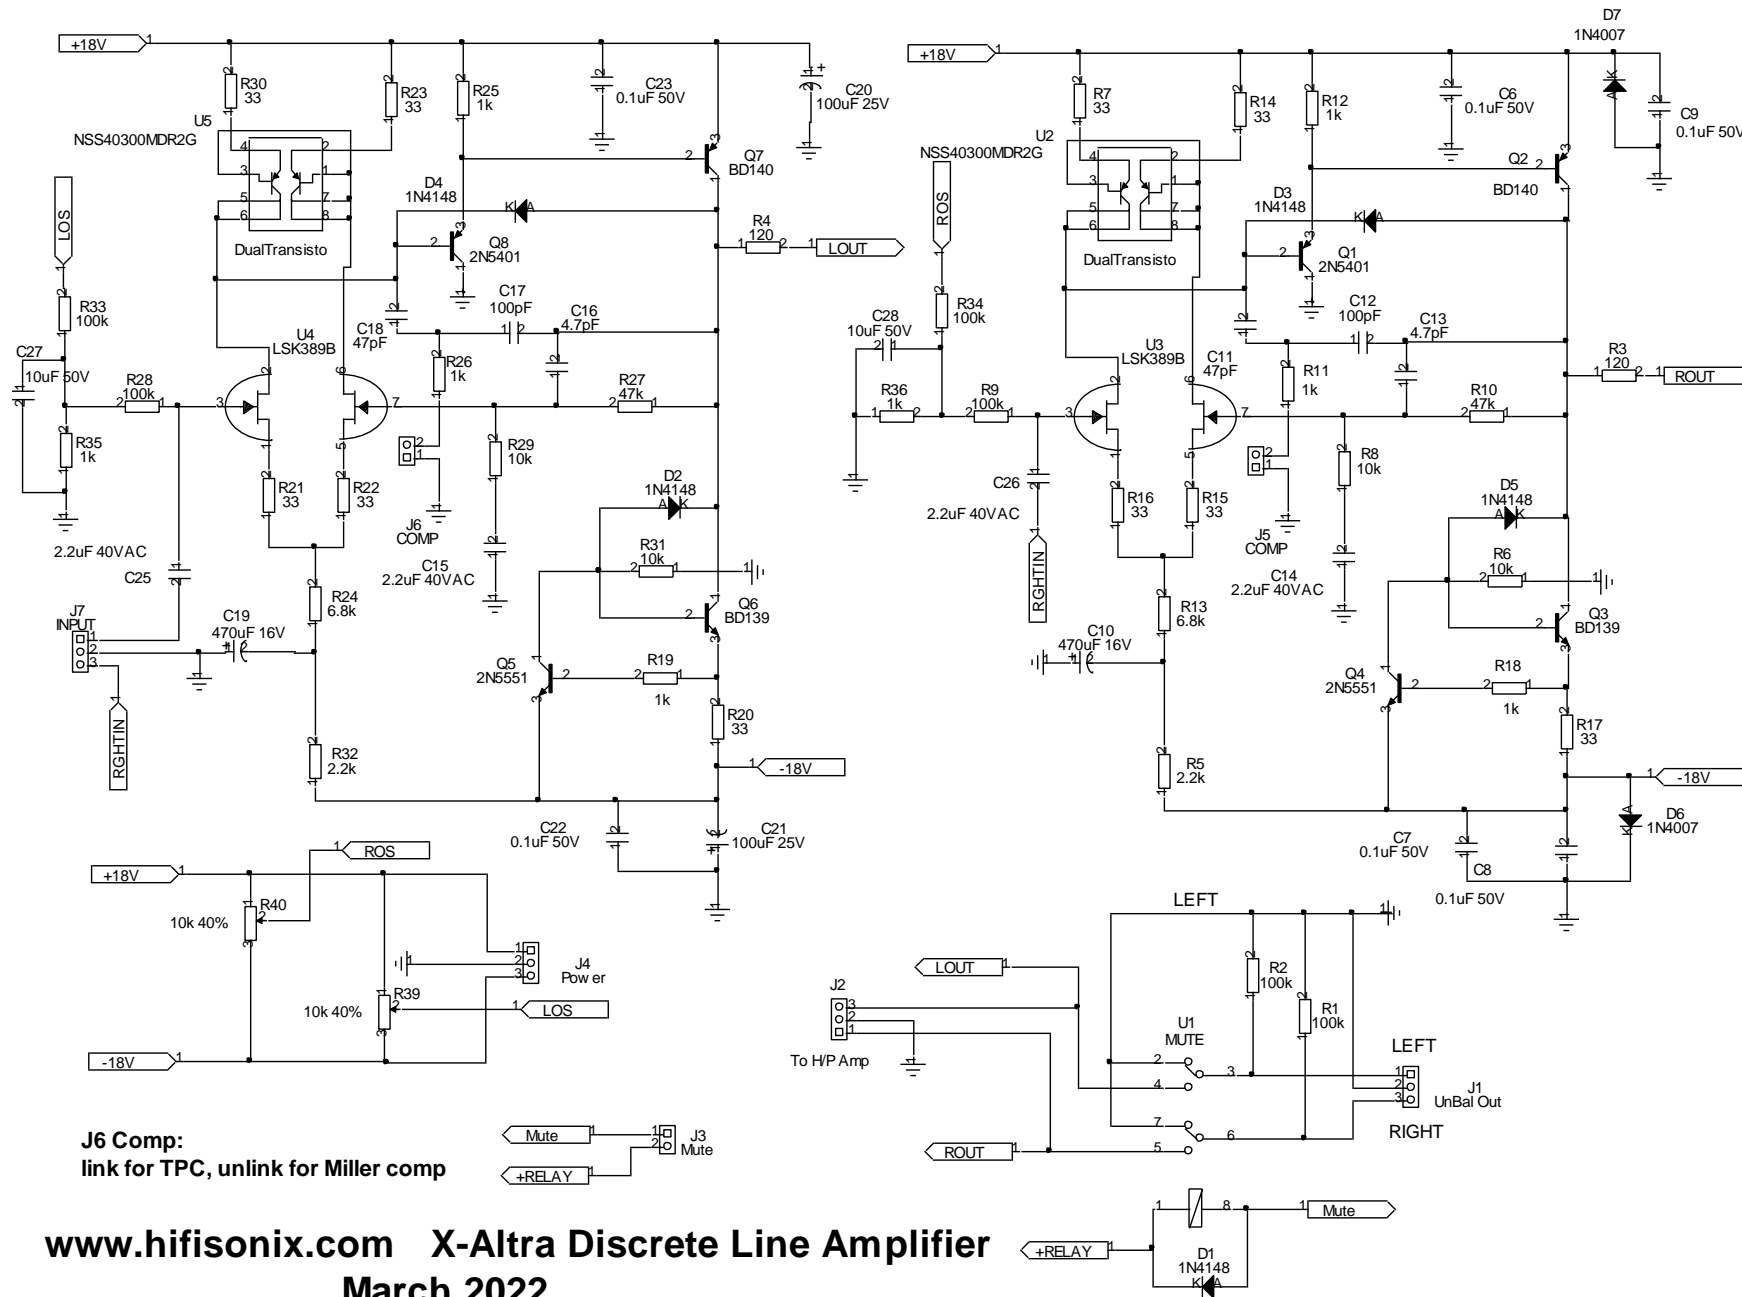 D7
1N4007
+18V
1
+18V
1
R30
33
R23
33
R25
1k
C23
0.1uF 50V
C20
100uF 25V
R7
33
R14
33
R12
1k
C6
0.1uF 50V
C9
0.1uF 50V
U5
NSS40300MDR2G
U2
NSS40300MDR2G
Q7
BD140
Q2
BD140
D4
1N4148
D3
1N4148
LOS
ROS
DualTransisto
DualTransisto
Q8
2N5401
Q1
2N5401
R4
120
LOUT
R33
100k
C17
100pF
C16
4.7pF
C18
47pF
R34
100k
C28
10uF 50V
C12
100pF
C13
4.7pF
U4
LSK389B
U3
LSK389B
C11
47pF
C27
10uF 50V
R28
100k
R26
1k
R27
47k
R36
1k
R9
100k
R11
1k
R10
47k
R3
120
ROUT
R35
1k
R29
10k
R8
10k
R21
33
R22
33
D2
1N4148
R16
33
R15
33
D5
1N4148
C26
2.2uF 40VAC
J6
COMP
J5
COMP
2.2uF 40VAC
C25
C15
2.2uF 40VAC
R31
10k
C14
2.2uF 40VAC
R6
10k
RGHTIN
R24
6.8k
Q6
BD139
R13
6.8k
Q3
BD139
J7
INPUT
C19
470uF 16V
C10
470uF 16V
Q5
2N5551
R19
1k
Q4
2N5551
R18
1k
RGHTIN
R20
33
R17
33
R32
2.2k
-18V
R5
2.2k
-18V
C22
0.1uF 50V
C21
100uF 25V
C7
0.1uF 50V
C8
0.1uF 50V
D6
1N4007
ROS
+18V
R40
10k 40%
LEFT
J4
Power
R39
10k 40%
LOS
-18V
LOUT
J2
R2
100k
R1
100k
U1
MUTE
To H/P Amp
LEFT
J1
UnBal Out
RIGHT
ROUT
J6 Comp:
link for TPC, unlink for Miller comp
Mute
J3
Mute
+RELAY
Mute
+RELAY
D1
1N4148
www.hifisonix.com X-Altra Discrete Line Amplifier
March 2022